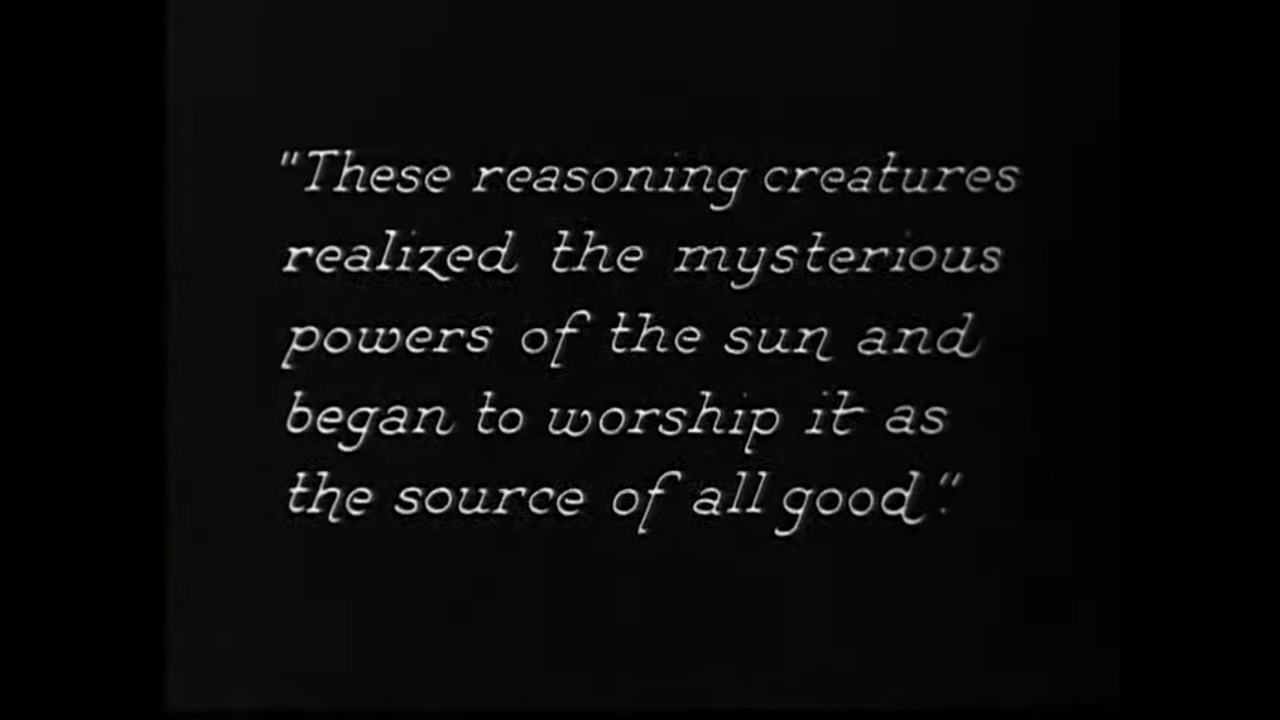 "These reasoning creatures
realized the mysterious
powers of the sun and
began to worship it as
the source of all good."